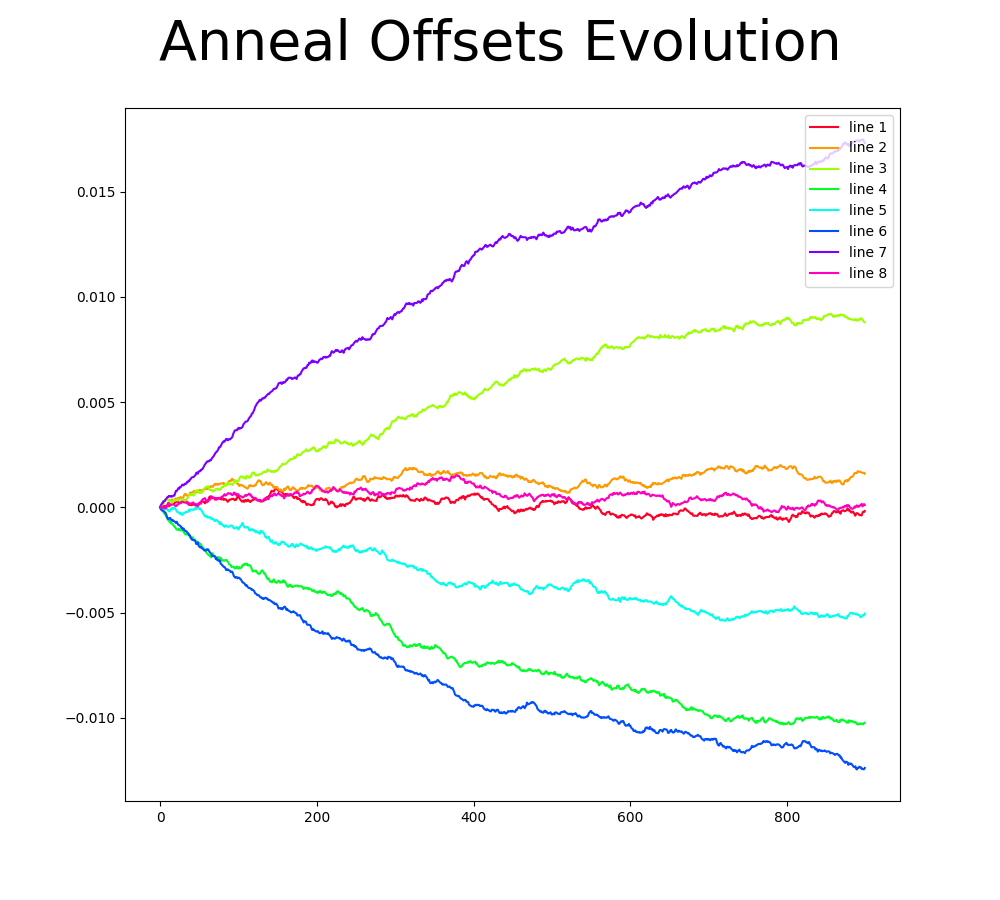 Anneal Offsets Evolution
line 1
line 2
line 3
line 4
line 5
line 6
line 7
line 8
0.015
0.010
0.005
0.000
−0.005
−0.010
0 200 400 600 800